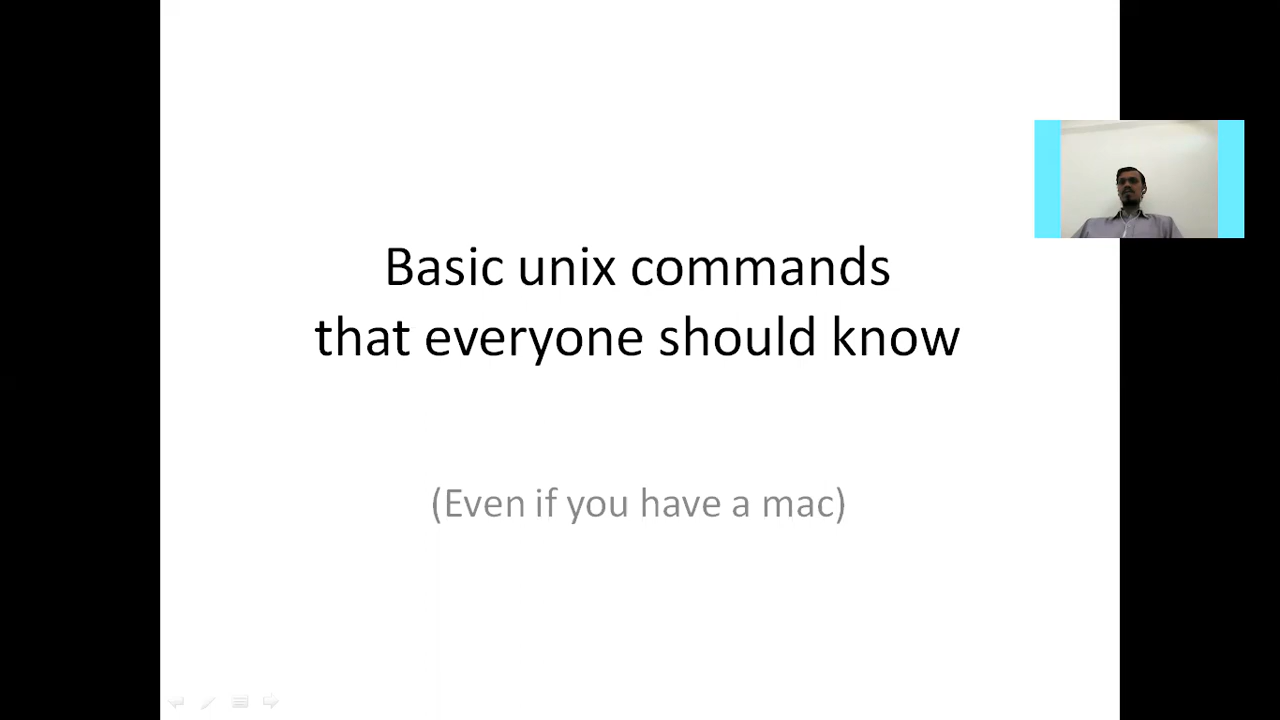 Basic unix commands
that everyone should know
(Even if you have a mac)